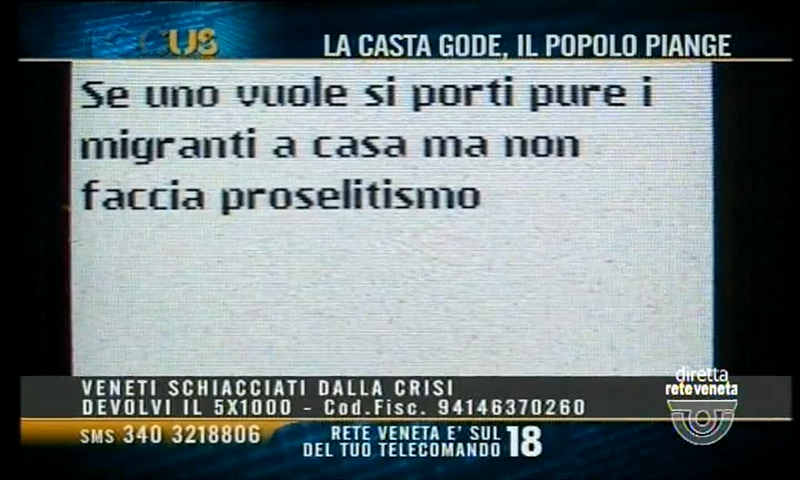 FOCUS
LA CASTA GODE, IL POPOLO PIANGE
Se uno vuole si porti pure i
migranti a casa ma non
faccia proselitismo
VENETI SCHIACCIATI DALLA CRISI
DEVOLVI IL 5X1000 - Cod.Fisc. 94146370260
diretta
reteveneta
SMS 340 3218806
RETE VENETA E' SUL
DEL TUO TELECOMANDO 18